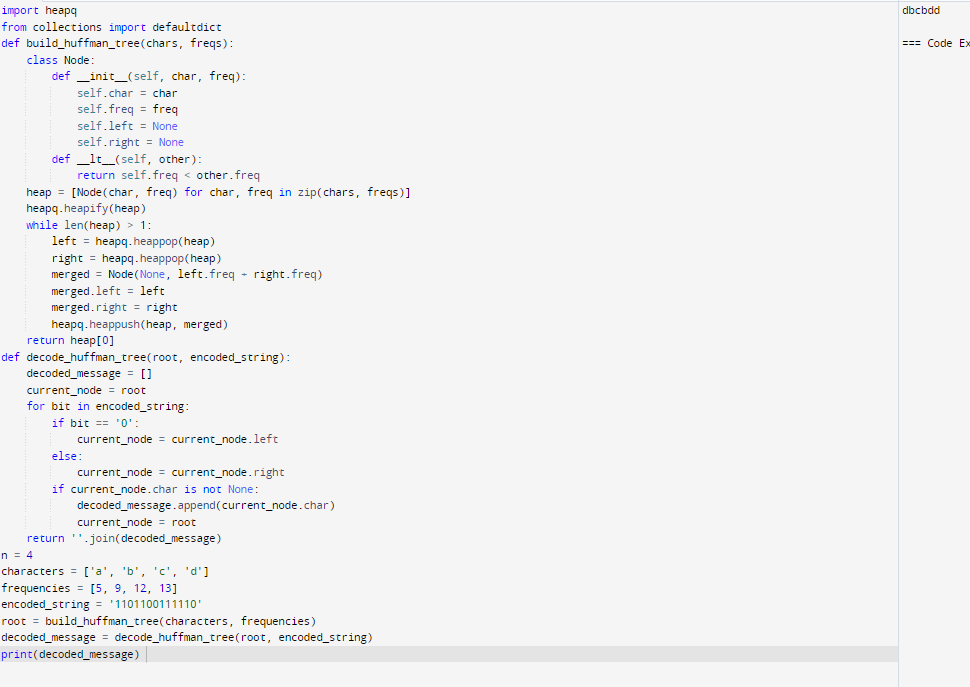 import heapq
from collections import defaultdict
def build_huffman_tree(chars, freqs):
    class Node:
        def __init__(self, char, freq):
            self.char = char
            self.freq = freq
            self.left = None
            self.right = None
        def __lt__(self, other):
            return self.freq < other.freq
    heap = [Node(char, freq) for char, freq in zip(chars, freqs)]
    heapq.heapify(heap)
    while len(heap) > 1:
        left = heapq.heappop(heap)
        right = heapq.heappop(heap)
        merged = Node(None, left.freq + right.freq)
        merged.left = left
        merged.right = right
        heapq.heappush(heap, merged)
    return heap[0]
def decode_huffman_tree(root, encoded_string):
    decoded_message = []
    current_node = root
    for bit in encoded_string:
        if bit == '0':
            current_node = current_node.left
        else:
            current_node = current_node.right
        if current_node.char is not None:
            decoded_message.append(current_node.char)
            current_node = root
    return ''.join(decoded_message)
n = 4
characters = ['a', 'b', 'c', 'd']
frequencies = [5, 9, 12, 13]
encoded_string = '1101100111110'
root = build_huffman_tree(characters, frequencies)
decoded_message = decode_huffman_tree(root, encoded_string)
print(decoded_message)
dbcbdd
=== Code Ex